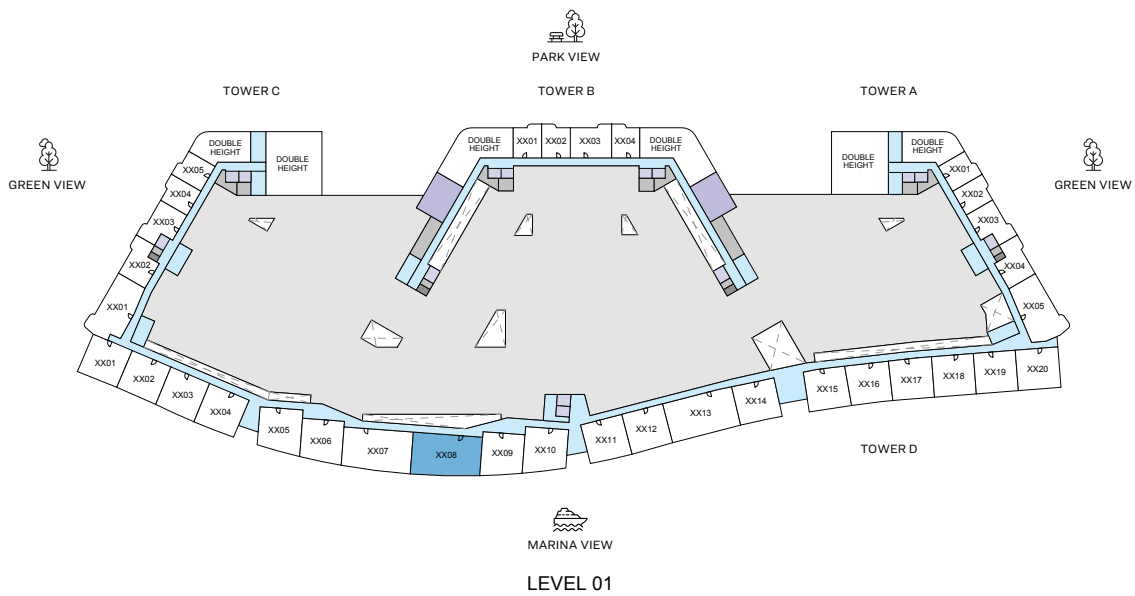 PARK VIEW
TOWER C
TOWER B
TOWER A
GREEN VIEW
GREEN VIEW
DOUBLE
HEIGHT
DOUBLE
HEIGHT
XX05
XX04
XX03
XX02
XX01
DOUBLE
HEIGHT
XX01
XX02
XX03
XX04
DOUBLE
HEIGHT
DOUBLE
HEIGHT
DOUBLE
HEIGHT
XX01
XX02
XX03
XX04
XX05
XX01
XX02
XX03
XX04
XX05
XX06
XX07
XX08
XX09
XX10
XX11
XX12
XX13
XX14
XX15
XX16
XX17
XX18
XX19
XX20
TOWER D
MARINA VIEW
LEVEL 01